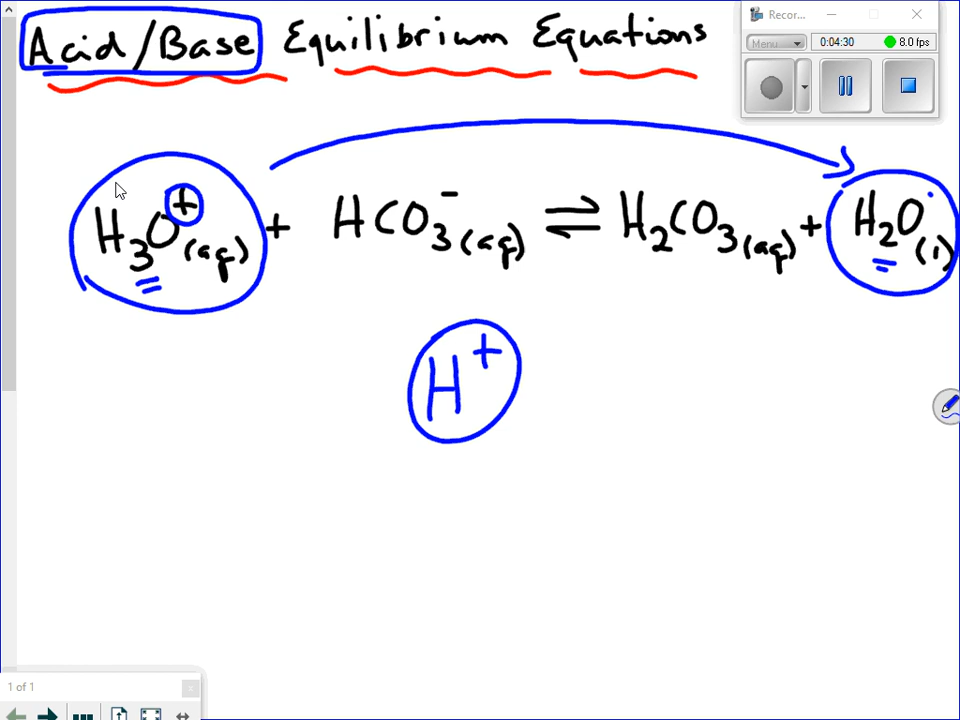 Acid/Base Equilibrium Equations
Recor...
Menu
0:04:30
8.0 fps
H₃O⁺(aq) + HCO₃⁻(aq) ⇌ H₂CO₃(aq) + H₂O(l)
H⁺
1 of 1